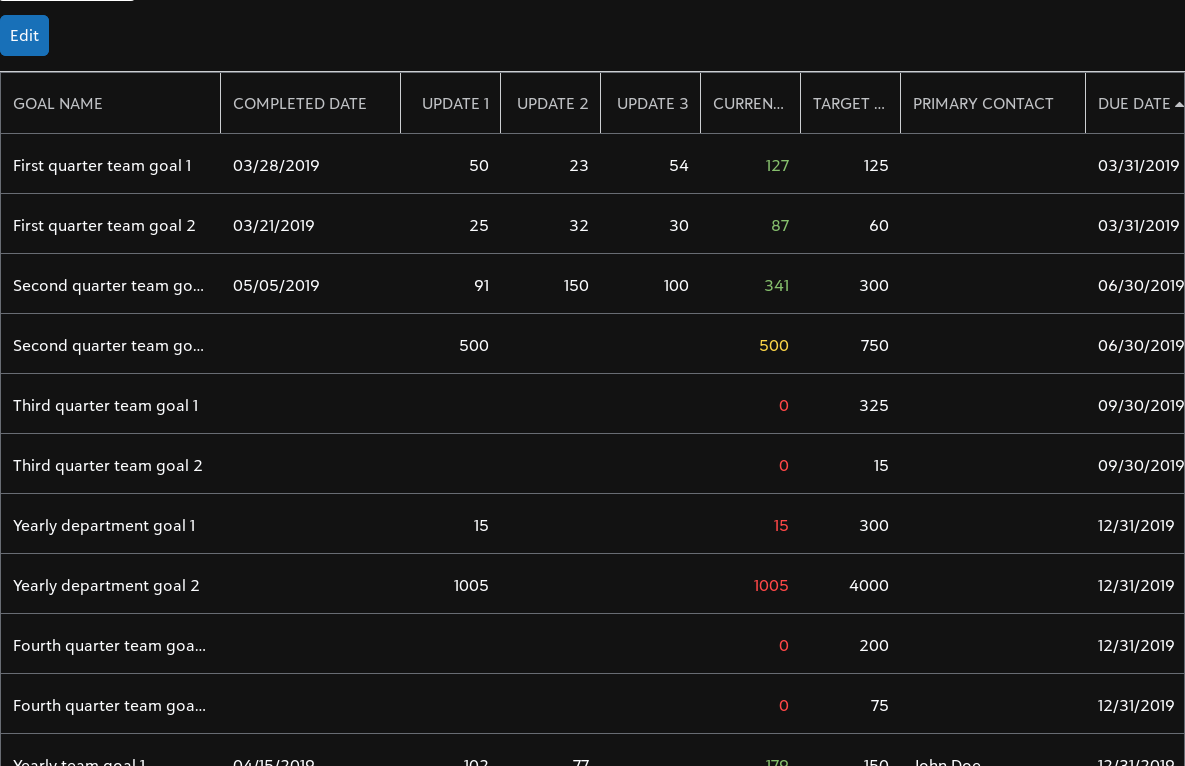 Edit
GOAL NAME COMPLETED DATE UPDATE 1 UPDATE 2 UPDATE 3 CURREN... TARGET ... PRIMARY CONTACT DUE DATE
First quarter team goal 1 03/28/2019 50 23 54 127 125 03/31/2019
First quarter team goal 2 03/21/2019 25 32 30 87 60 03/31/2019
Second quarter team go... 05/05/2019 91 150 100 341 300 06/30/2019
Second quarter team go... 500 500 750 06/30/2019
Third quarter team goal 1 0 325 09/30/2019
Third quarter team goal 2 0 15 09/30/2019
Yearly department goal 1 15 15 300 12/31/2019
Yearly department goal 2 1005 1005 4000 12/31/2019
Fourth quarter team goa... 0 200 12/31/2019
Fourth quarter team goa... 0 75 12/31/2019
Yearly team goal 1 04/15/2019 102 77 179 150 John Doe 12/31/2019